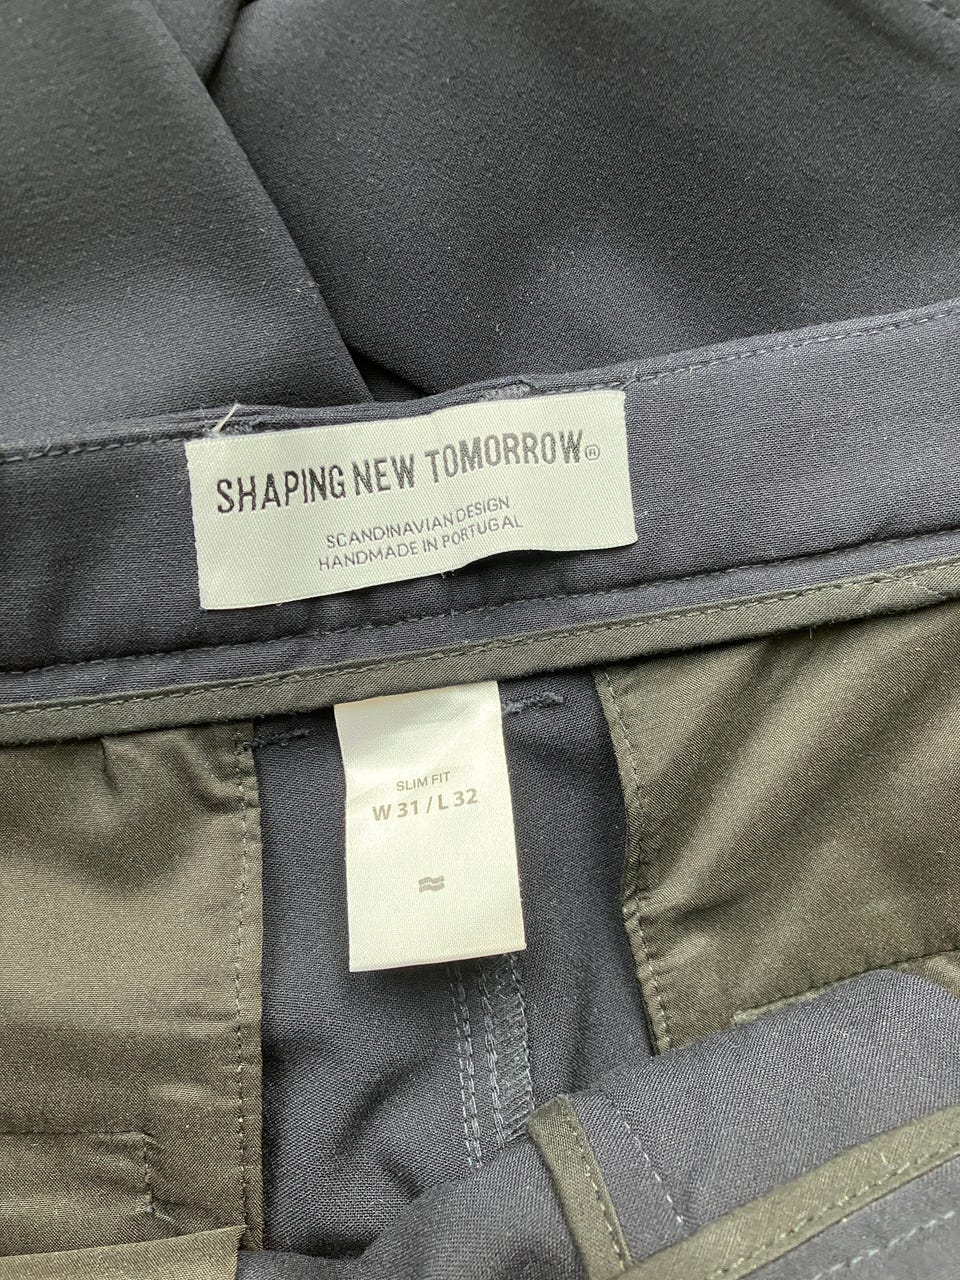 SHAPING NEW TOMORROW®
SCANDINAVIAN DESIGN
HANDMADE IN PORTUGAL
SLIM FIT
W 31 / L 32